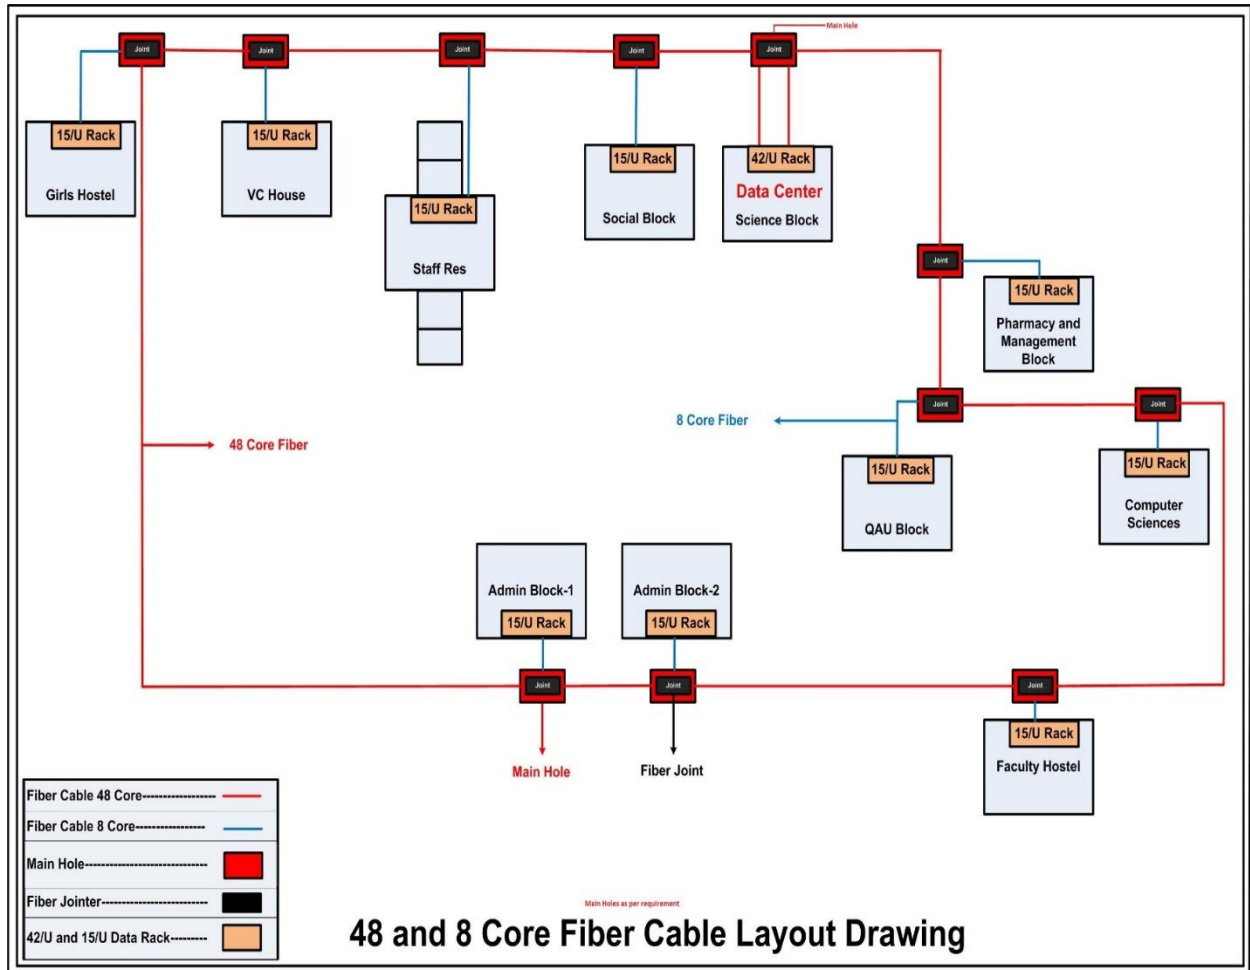 Main Hole
Joint
Joint
Joint
Joint
Joint
15/U Rack
Girls Hostel
15/U Rack
VC House
15/U Rack
Staff Res
15/U Rack
Social Block
42/U Rack
Data Center
Science Block
Joint
15/U Rack
Pharmacy and
Management
Block
Joint
Joint
8 Core Fiber
48 Core Fiber
15/U Rack
QAU Block
15/U Rack
Computer
Sciences
Admin Block-1
15/U Rack
Admin Block-2
15/U Rack
Joint
Joint
Joint
Main Hole
Fiber Joint
15/U Rack
Faculty Hostel
Fiber Cable 48 Core------------------
Fiber Cable 8 Core-----------------
Main Hole------------------------------
Fiber Jointer--------------------------
42/U and 15/U Data Rack---------
Main Holes as per requirement
48 and 8 Core Fiber Cable Layout Drawing